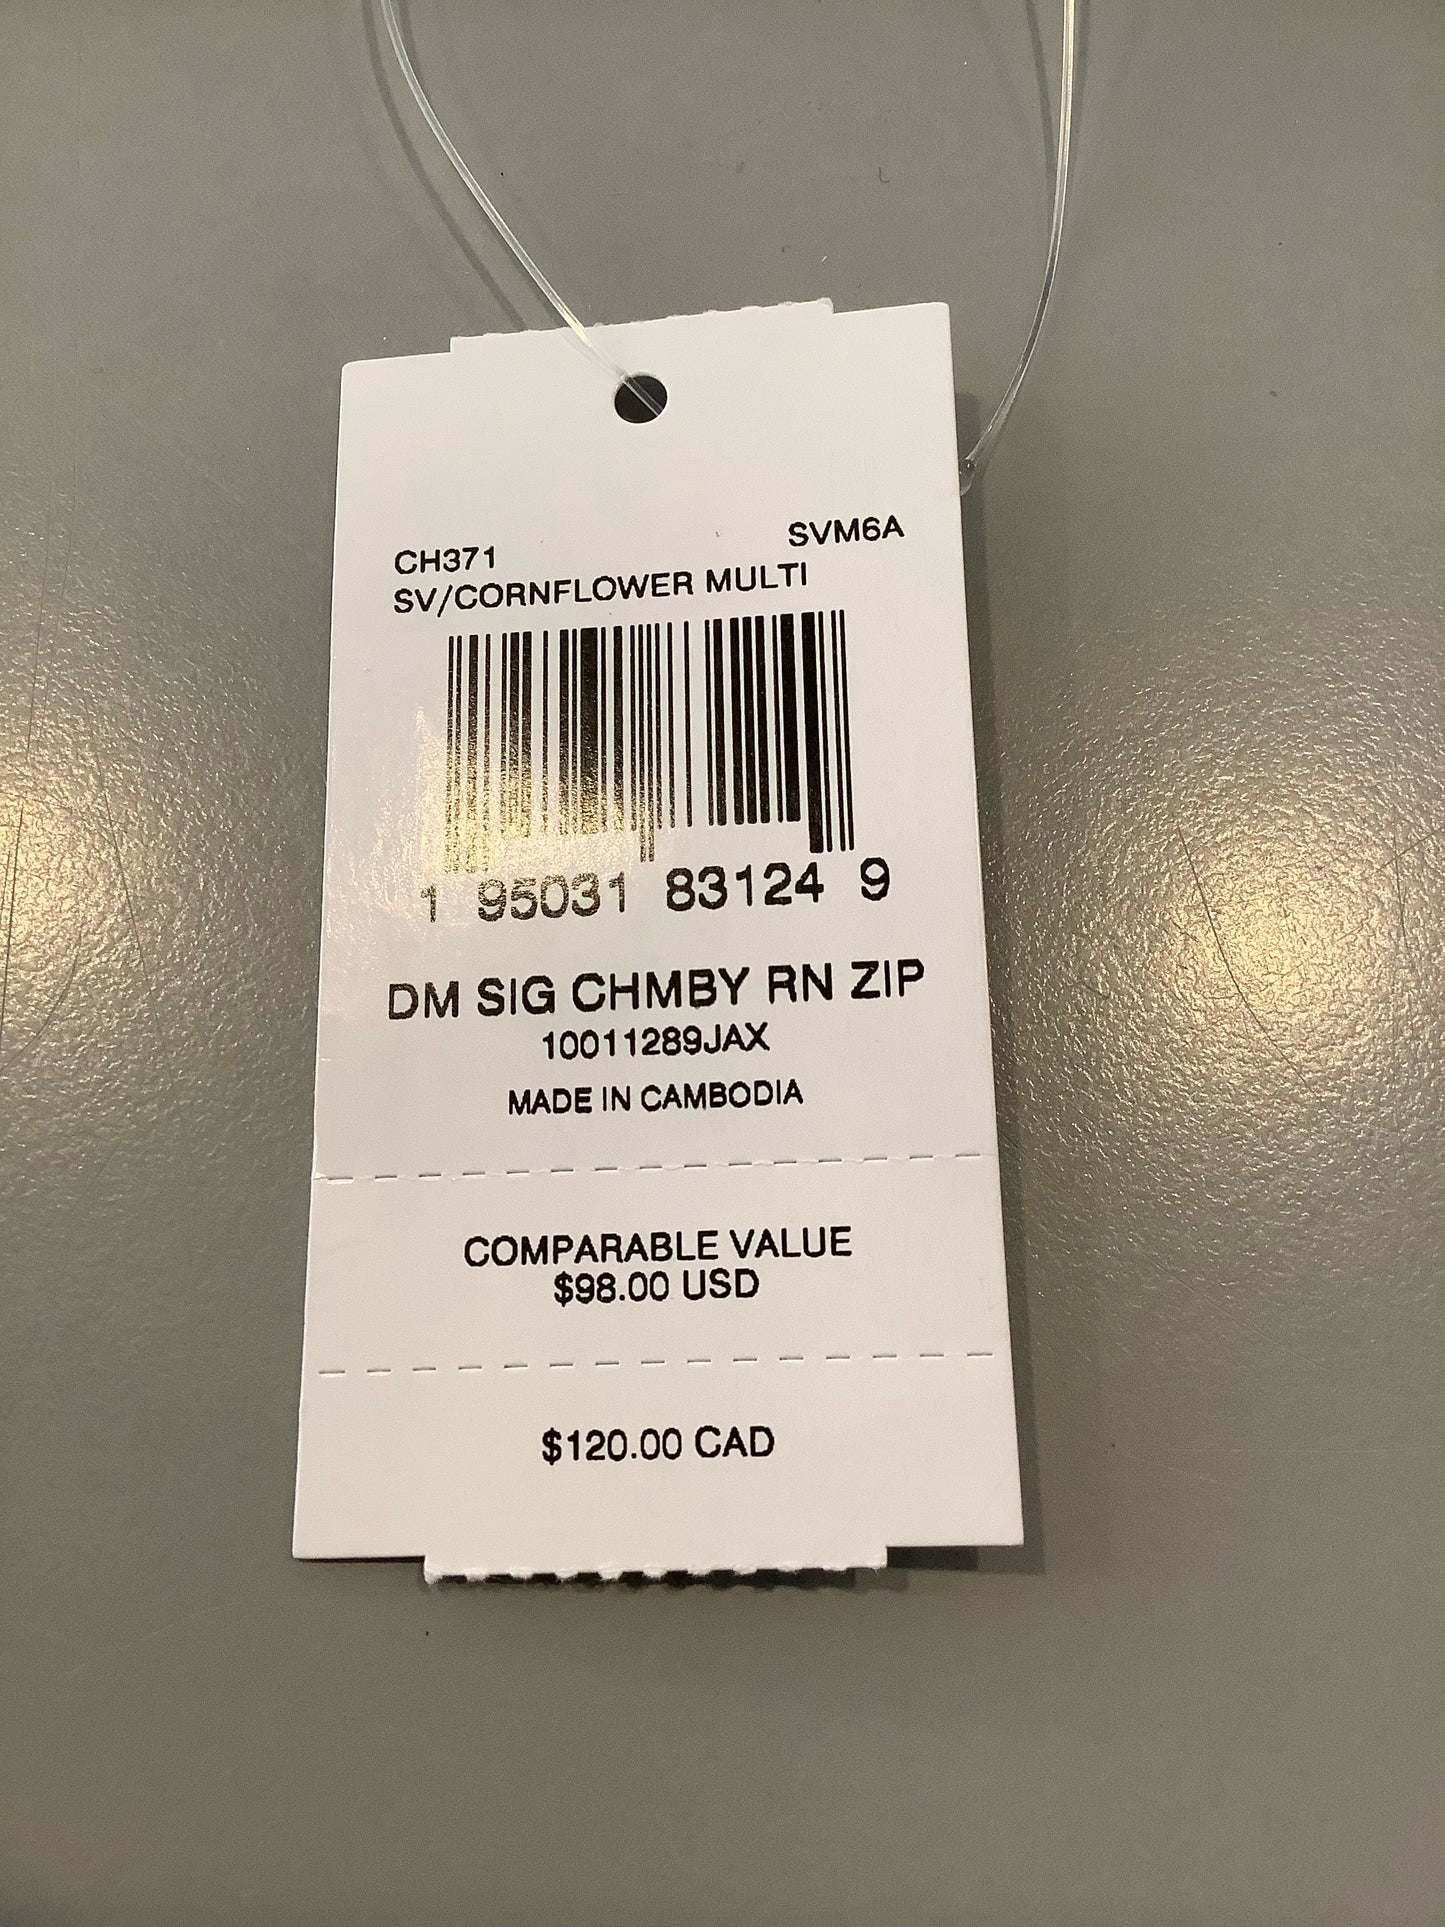 CH371 SVM6A
SV/CORNFLOWER MULTI
1 95031 83124 9
DM SIG CHMBY RN ZIP
10011289JAX
MADE IN CAMBODIA
COMPARABLE VALUE
$98.00 USD
$120.00 CAD